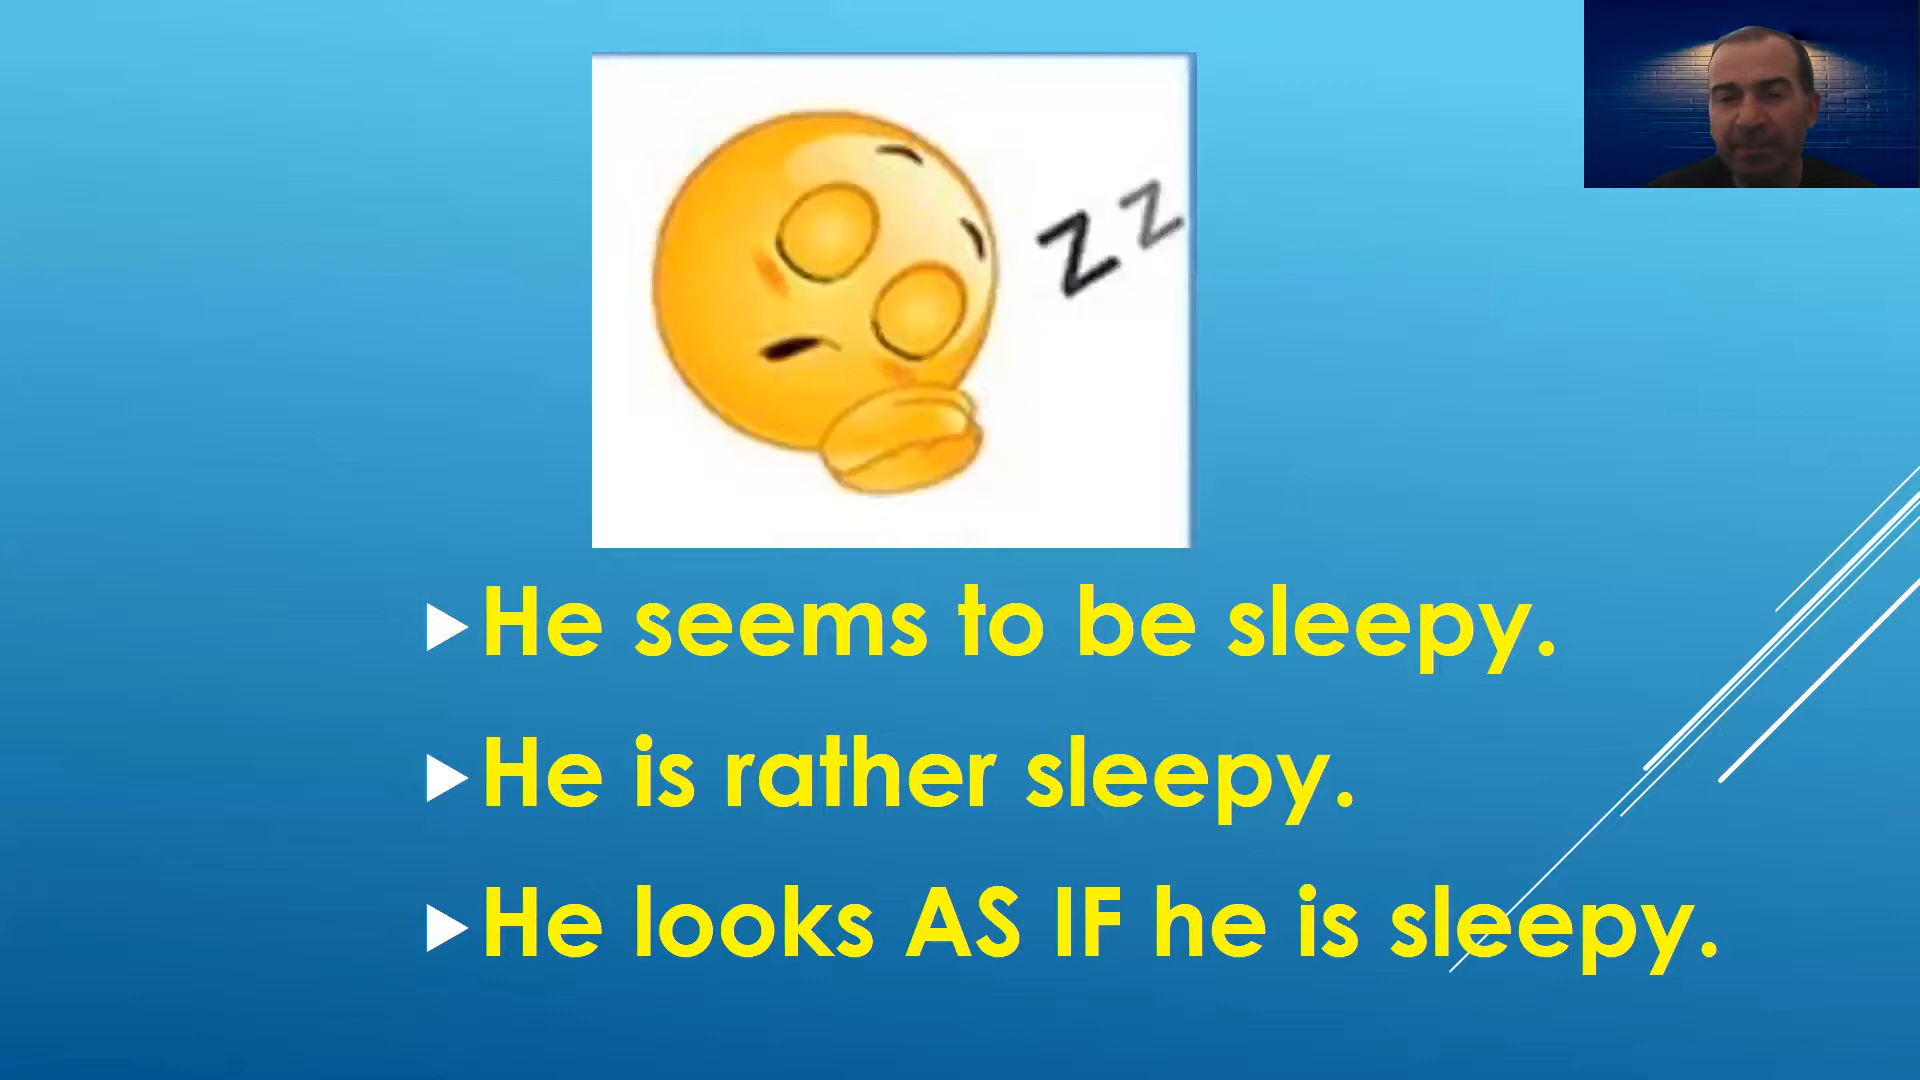 z z
He seems to be sleepy.
He is rather sleepy.
He looks AS IF he is sleepy.